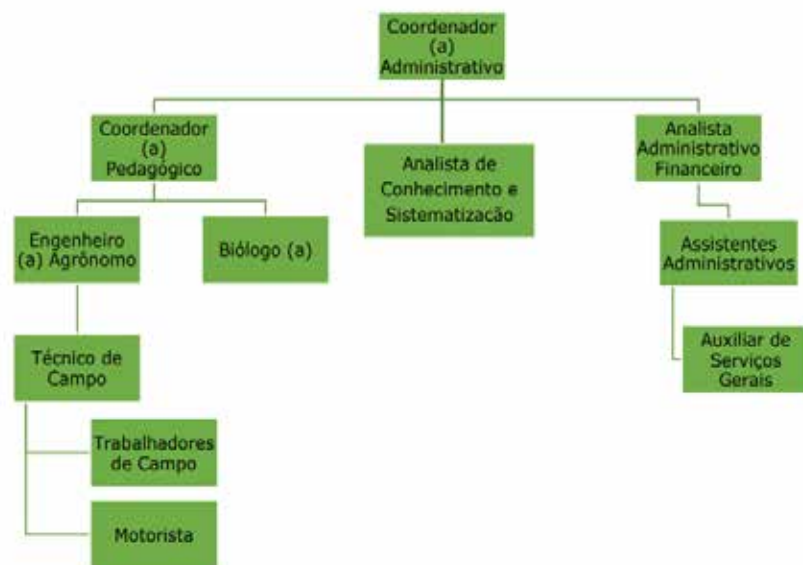 Coordenador
(a)
Administrativo
Coordenador
(a)
Pedagógico
Analista de
Conhecimento e
Sistematizacão
Analista
Administrativo
Financeiro
Engenheiro
(a) Agrônomo
Biólogo (a)
Assistentes
Administrativos
Técnico de
Campo
Auxiliar de
Serviços
Gerais
Trabalhadores
de Campo
Motorista